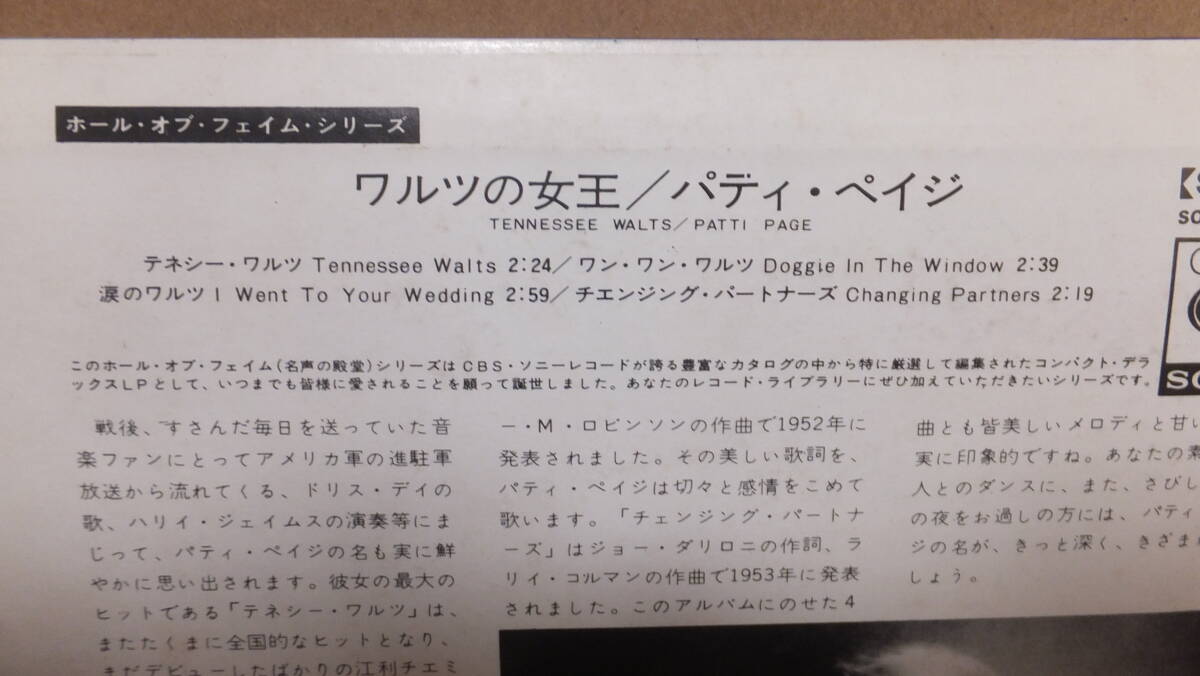 ホール・オブ・フェイム・シリーズ
ワルツの女王／パティ・ペイジ
TENNESSEE WALTS／PATTI PAGE
テネシー・ワルツ Tennessee Walts 2:24／ワン・ワン・ワルツ Doggie In The Window 2:39
涙のワルツ I Went To Your Wedding 2:59／チエンジング・パートナーズ Changing Partners 2:19
このホール・オブ・フェイム(名声の殿堂)シリーズはCBS・ソニーレコードが誇る豊富なカタログの中から特に厳選して編集されたコンパクト・デラ
ックスLPとして、いつまでも皆様に愛されることを願って誕世しました。あなたのレコード・ライブラリーにぜひ加えていただきたいシリーズです。
戦後、すさんだ毎日を送っていた音
楽ファンにとってアメリカ軍の進駐軍
放送から流れてくる、ドリス・デイの
歌、ハリイ・ジェイムスの演奏等にま
じって、パティ・ペイジの名も実に鮮
やかに思い出されます。彼女の最大の
ヒットである「テネシー・ワルツ」は、
またたくまに全国的なヒットとなり、
まだデビューしたばかりの江利チエミ
ー・M・ロビンソンの作曲で1952年に
発表されました。その美しい歌詞を、
パティ・ペイジは切々と感情をこめて
歌います。「チェンジング・パートナ
ーズ」はジョー・ダリロニの作詞、ラ
リイ・コルマンの作曲で1953年に発表
されました。このアルバムにのせた4
曲とも皆美しいメロディと甘い
実に印象的ですね。あなたの素
人とのダンスに、また、さびし
の夜をお過しの方には、パティ
ジの名が、きっと深く、きざま
しょう。
SO